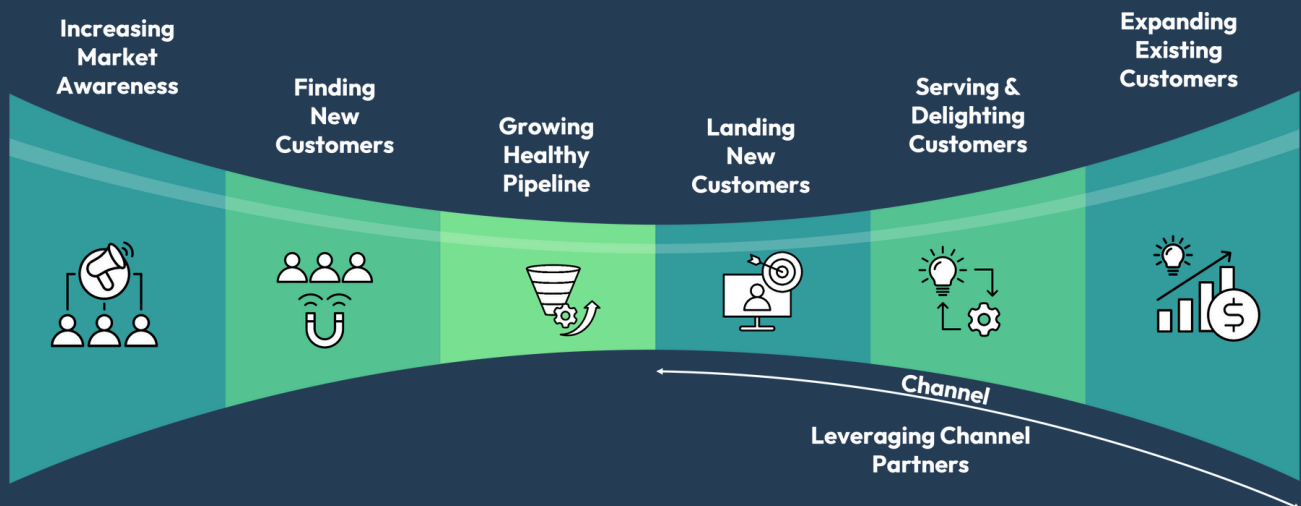 Increasing
Market
Awareness
Finding
New
Customers
Growing
Healthy
Pipeline
Landing
New
Customers
Serving &
Delighting
Customers
Expanding
Existing
Customers
$
Channel
Leveraging Channel
Partners